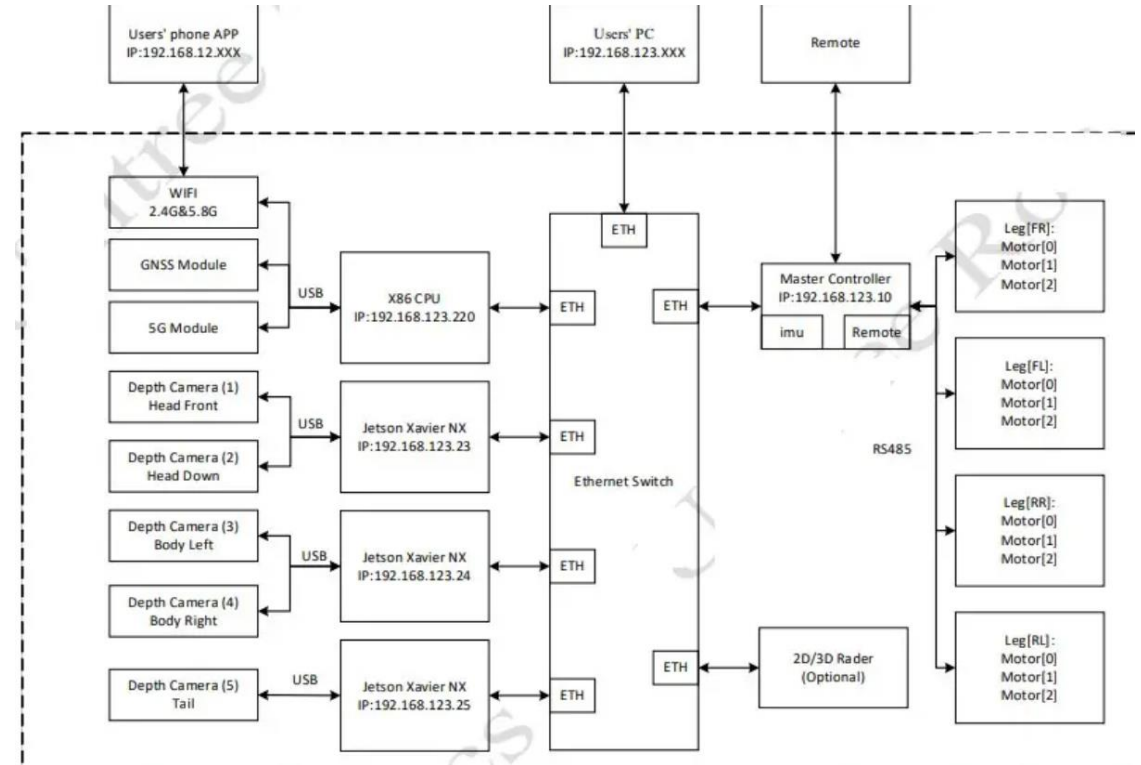 Users' phone APP
IP:192.168.12.XXX
Users' PC
IP:192.168.123.XXX
Remote
WIFI
2.4G&5.8G
GNSS Module
5G Module
USB
X86 CPU
IP:192.168.123.220
Depth Camera (1)
Head Front
Depth Camera (2)
Head Down
USB
Jetson Xavier NX
IP:192.168.123.23
Depth Camera (3)
Body Left
Depth Camera (4)
Body Right
USB
Jetson Xavier NX
IP:192.168.123.24
Depth Camera (5)
Tail
USB
Jetson Xavier NX
IP:192.168.123.25
ETH
ETH
ETH
ETH
ETH
ETH
ETH
Ethernet Switch
Master Controller
IP:192.168.123.10
imu
Remote
2D/3D Rader
(Optional)
RS485
Leg[FR]:
Motor[0]
Motor[1]
Motor[2]
Leg[FL]:
Motor[0]
Motor[1]
Motor[2]
Leg[RR]:
Motor[0]
Motor[1]
Motor[2]
Leg[RL]:
Motor[0]
Motor[1]
Motor[2]